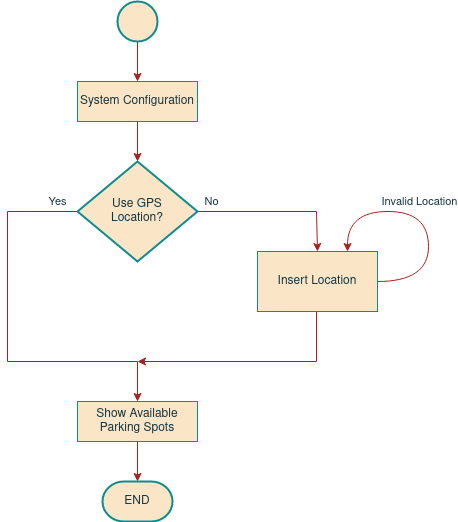 System Configuration
Use GPS
Location?
Yes
No
Invalid Location
Insert Location
Show Available
Parking Spots
END